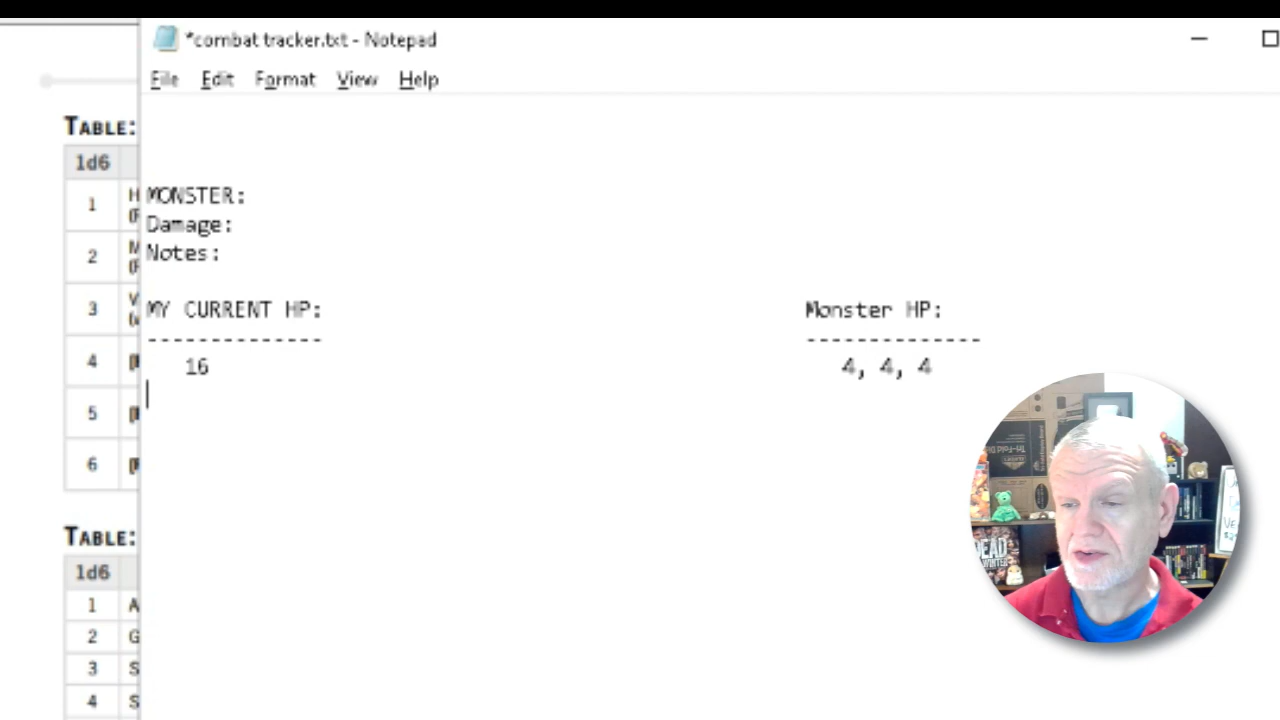 *combat tracker.txt - Notepad
File Edit Format View Help
TABLE:
1d6
1
2
3
4
5
6
TABLE:
1d6
1 A
2 G
3 S
4 S
MONSTER:
Damage:
Notes:
MY CURRENT HP: Monster HP:
-------------- --------------
16 4, 4, 4
DEAD
WINTER